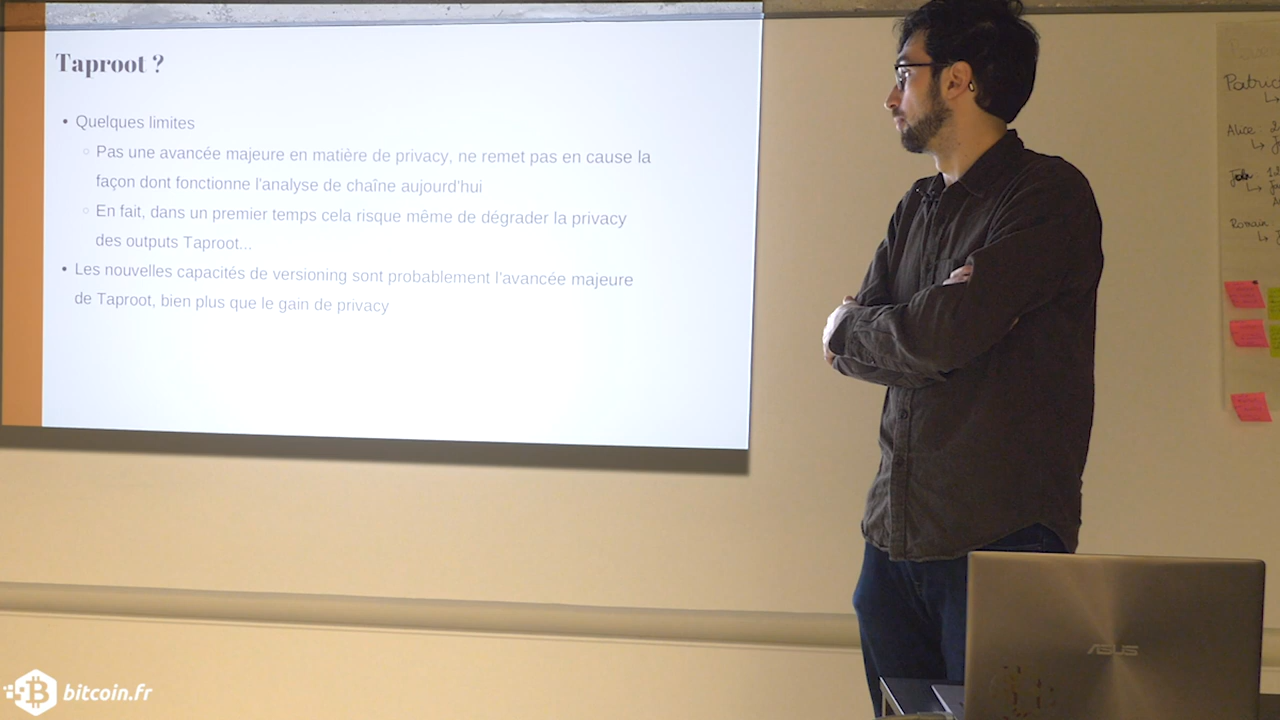 Taproot ?
• Quelques limites
○ Pas une avancée majeure en matière de privacy, ne remet pas en cause la
façon dont fonctionne l'analyse de chaîne aujourd'hui
○ En fait, dans un premier temps cela risque même de dégrader la privacy
des outputs Taproot...
• Les nouvelles capacités de versioning sont probablement l'avancée majeure
de Taproot, bien plus que le gain de privacy
Patric
Alice :
John
Romain
ASUS
bitcoin.fr